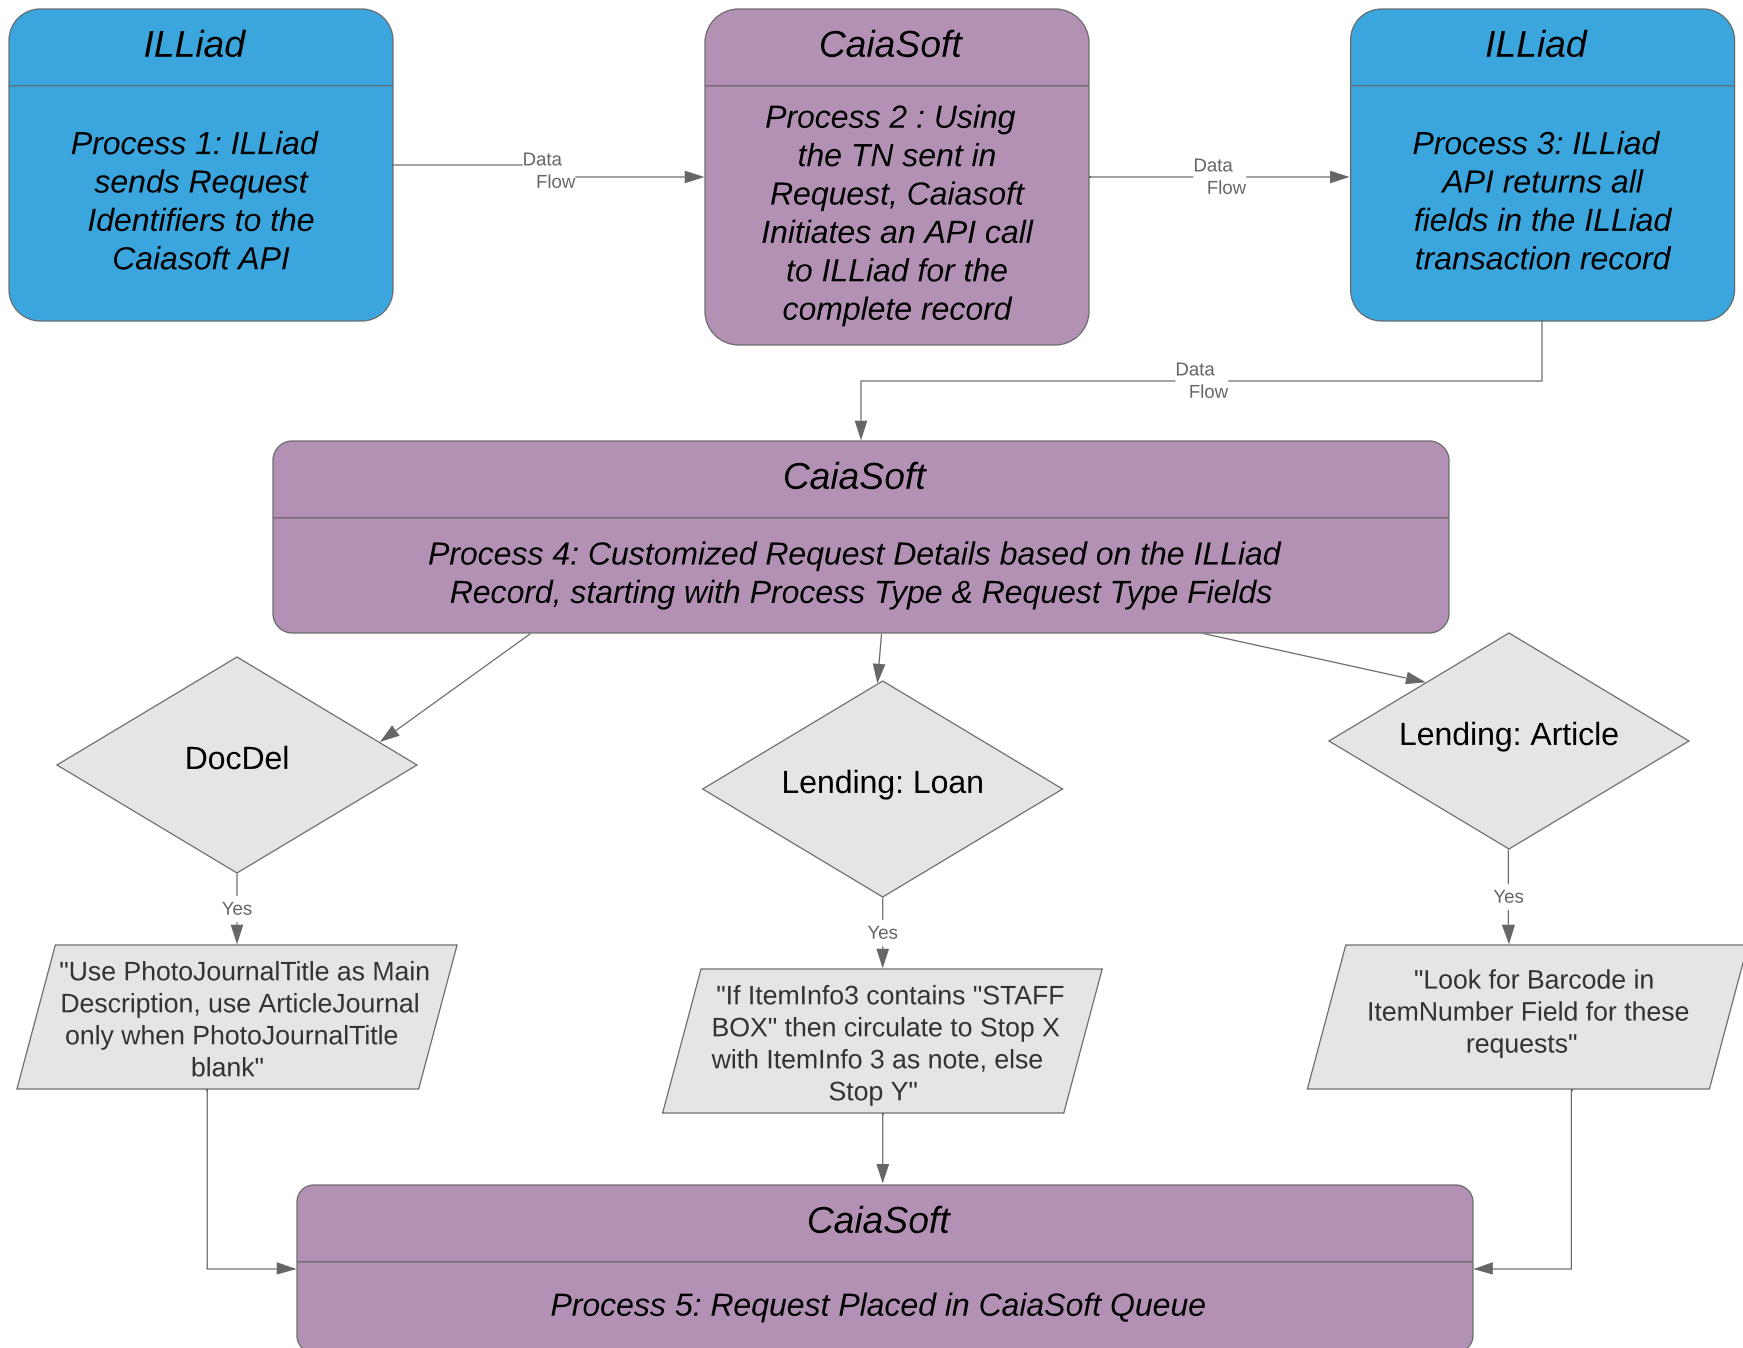 ILLiad
Process 1: ILLiad
sends Request
Identifiers to the
Caiasoft API
Data
Flow
CaiaSoft
Process 2 : Using
the TN sent in
Request, Caiasoft
Initiates an API call
to ILLiad for the
complete record
Data
Flow
ILLiad
Process 3: ILLiad
API returns all
fields in the ILLiad
transaction record
Data
Flow
CaiaSoft
Process 4: Customized Request Details based on the ILLiad
Record, starting with Process Type & Request Type Fields
DocDel
Lending: Loan
Lending: Article
Yes
Yes
Yes
"Use PhotoJournalTitle as Main
Description, use ArticleJournal
only when PhotoJournalTitle
blank"
"If ItemInfo3 contains "STAFF
BOX" then circulate to Stop X
with ItemInfo 3 as note, else
Stop Y"
"Look for Barcode in
ItemNumber Field for these
requests"
CaiaSoft
Process 5: Request Placed in CaiaSoft Queue